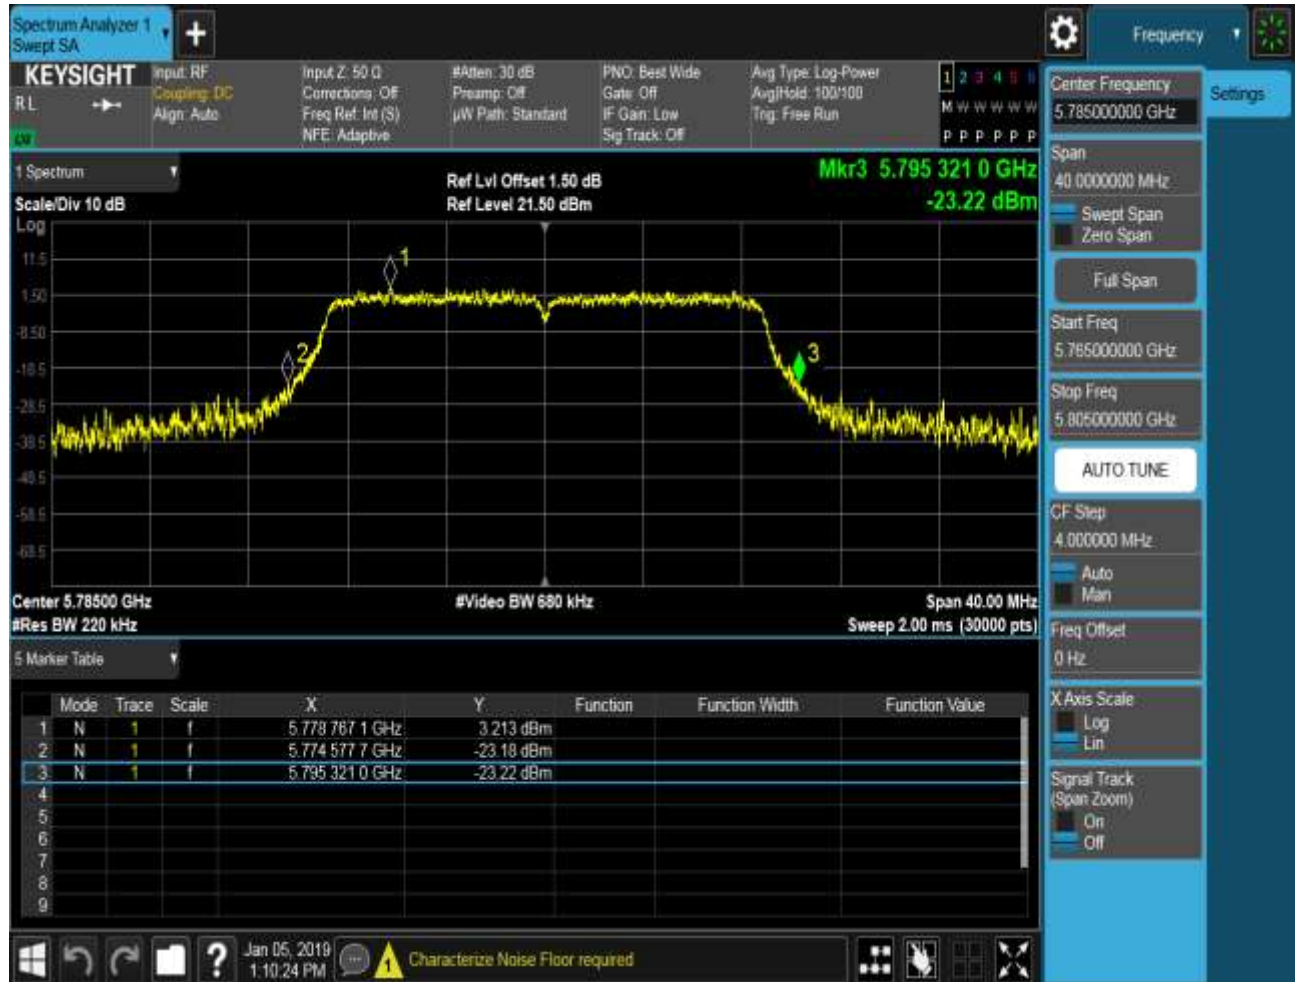 Spectrum Analyzer 1
Swept SA
Frequency
KEYSIGHT
R L
Input: RF
Coupling: DC
Align: Auto
Input Z: 50 Ω
Corrections: Off
Freq Ref: Int (S)
NFE: Adaptive
#Atten: 30 dB
Preamp: Off
µW Path: Standard
PNO: Best Wide
Gate: Off
IF Gain: Low
Sig Track: Off
Avg Type: Log-Power
Avg|Hold: 100/100
Trig: Free Run
1 2 3 4 5 6
M W W W W W
P P P P P P
1 Spectrum
Scale/Div 10 dB
Ref Lvl Offset 1.50 dB
Ref Level 21.50 dBm
Mkr3 5.795 321 0 GHz
-23.22 dBm
Log
11.5
1.50
-8.50
-18.5
-28.5
-38.5
-48.5
-58.5
-68.5
1
2
3
Center 5.78500 GHz
#Res BW 220 kHz
#Video BW 680 kHz
Span 40.00 MHz
Sweep 2.00 ms (30000 pts)
5 Marker Table
Mode Trace Scale X Y Function Function Width Function Value
1 N 1 f 5.778 767 1 GHz 3.213 dBm
2 N 1 f 5.774 577 7 GHz -23.18 dBm
3 N 1 f 5.795 321 0 GHz -23.22 dBm
4
5
6
7
8
9
Jan 05, 2019
1:10:24 PM
1
Characterize Noise Floor required
Settings
Center Frequency
5.785000000 GHz
Span
40.0000000 MHz
Swept Span
Zero Span
Full Span
Start Freq
5.765000000 GHz
Stop Freq
5.805000000 GHz
AUTO TUNE
CF Step
4.000000 MHz
Auto
Man
Freq Offset
0 Hz
X Axis Scale
Log
Lin
Signal Track
(Span Zoom)
On
Off